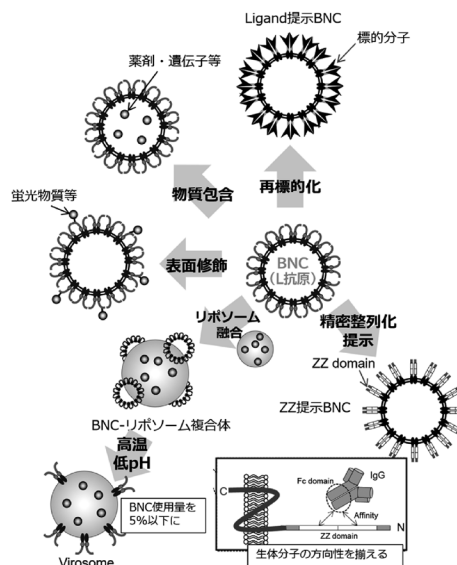 Ligand提示BNC
薬剤・遺伝子等
標的分子
物質包含
再標的化
蛍光物質等
表面修飾
BNC
(L抗原)
リポソーム
融合
精密整列化
提示
ZZ domain
ZZ提示BNC
BNC-リポソーム複合体
高温
低pH
BNC使用量を
5%以下に
Virosome
C
Fc domain
IgG
Affinity
N
ZZ domain
生体分子の方向性を揃える